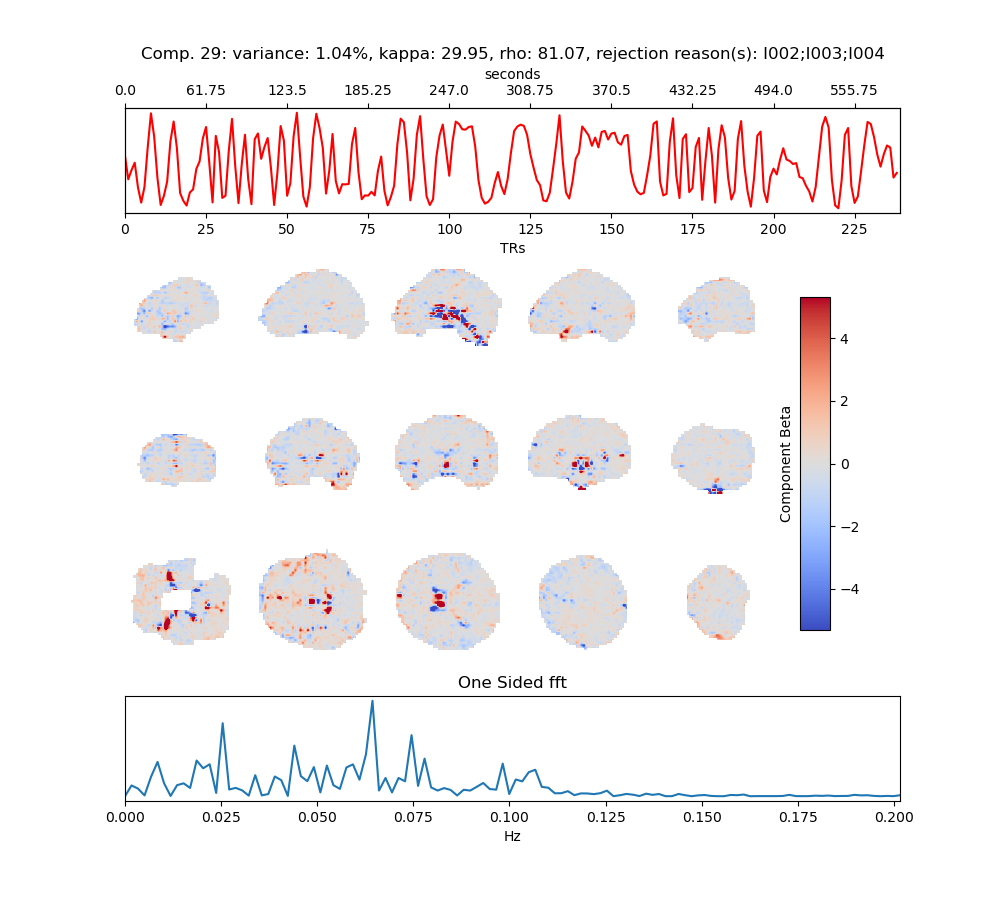 Comp. 29: variance: 1.04%, kappa: 29.95, rho: 81.07, rejection reason(s): I002;I003;I004
seconds
0.0 61.75 123.5 185.25 247.0 308.75 370.5 432.25 494.0 555.75
0 25 50 75 100 125 150 175 200 225
TRs
4
2
0
−2
−4
Component Beta
One Sided fft
0.000 0.025 0.050 0.075 0.100 0.125 0.150 0.175 0.200
Hz